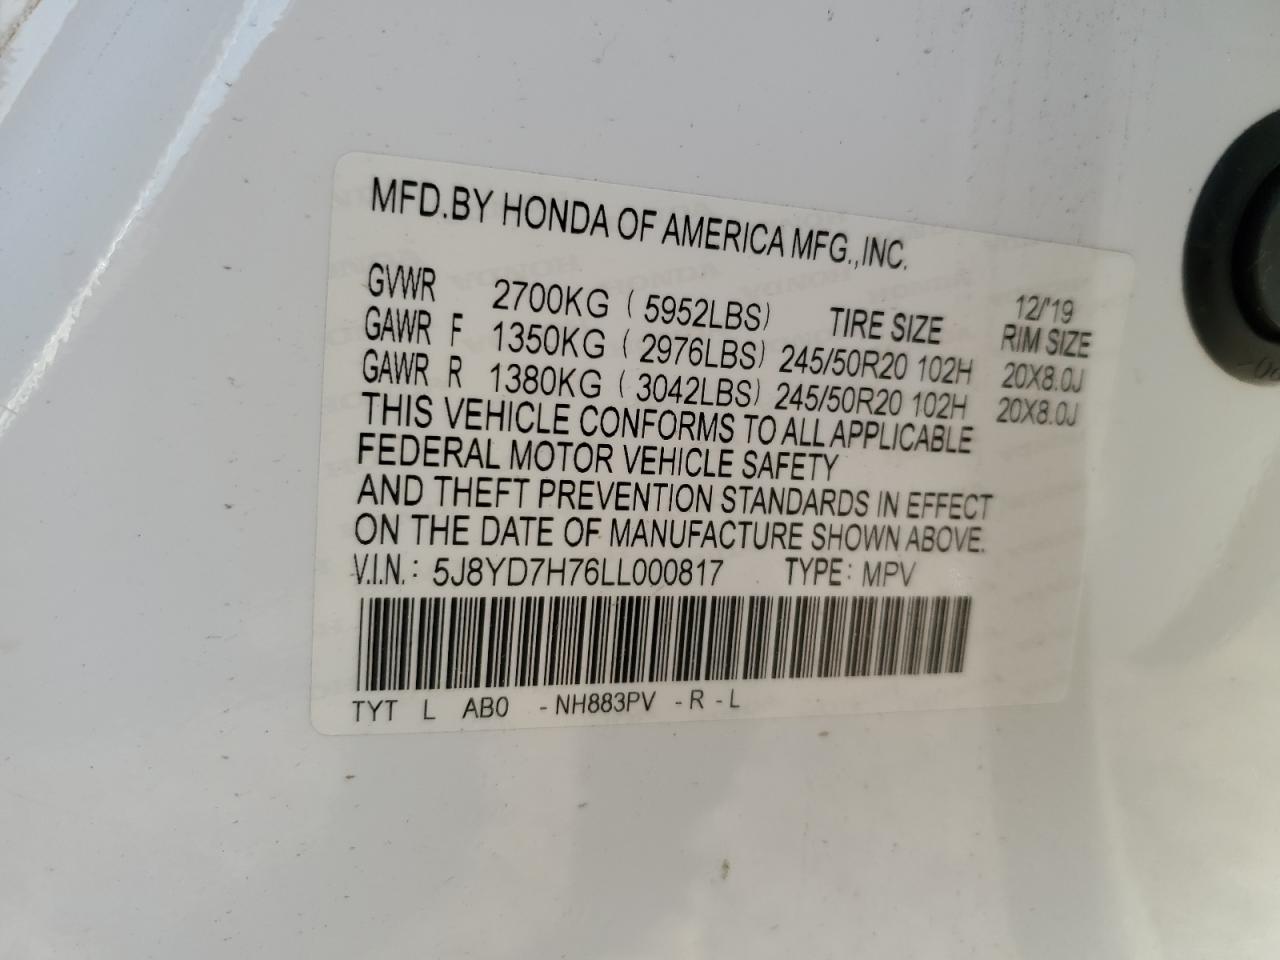 MFD.BY HONDA OF AMERICA MFG.,INC.
12/'19
GVWR 2700KG (5952LBS) TIRE SIZE RIM SIZE
GAWR F 1350KG (2976LBS) 245/50R20 102H 20X8.0J
GAWR R 1380KG (3042LBS) 245/50R20 102H 20X8.0J
THIS VEHICLE CONFORMS TO ALL APPLICABLE
FEDERAL MOTOR VEHICLE SAFETY
AND THEFT PREVENTION STANDARDS IN EFFECT
ON THE DATE OF MANUFACTURE SHOWN ABOVE.
V.I.N.: 5J8YD7H76LL000817 TYPE: MPV
TYT L AB0 -NH883PV -R -L